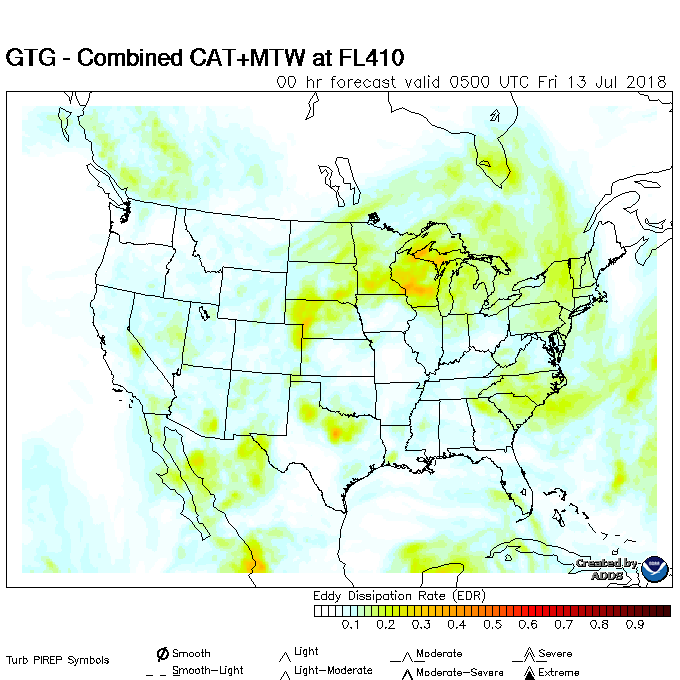 GTG - Combined CAT+MTW at FL410
00 hr forecast valid 0500 UTC Fri 13 Jul 2018
Created by
ADDS
Eddy Dissipation Rate (EDR)
0.1 0.2 0.3 0.4 0.5 0.6 0.7 0.8 0.9
Turb PIREP Symbols
Smooth Light Moderate Severe
Smooth-Light Light-Moderate Moderate-Severe Extreme